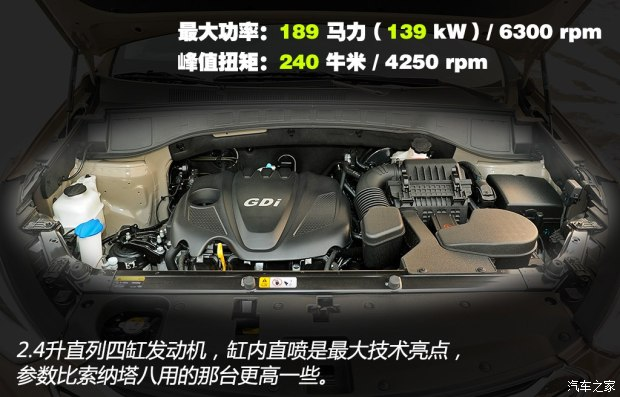 最大功率：189 马力（139 kW）/ 6300 rpm
峰值扭矩：240 牛米 / 4250 rpm
GDi
2.4升直列四缸发动机，缸内直喷是最大技术亮点，
参数比索纳塔八用的那台更高一些。
汽车之家